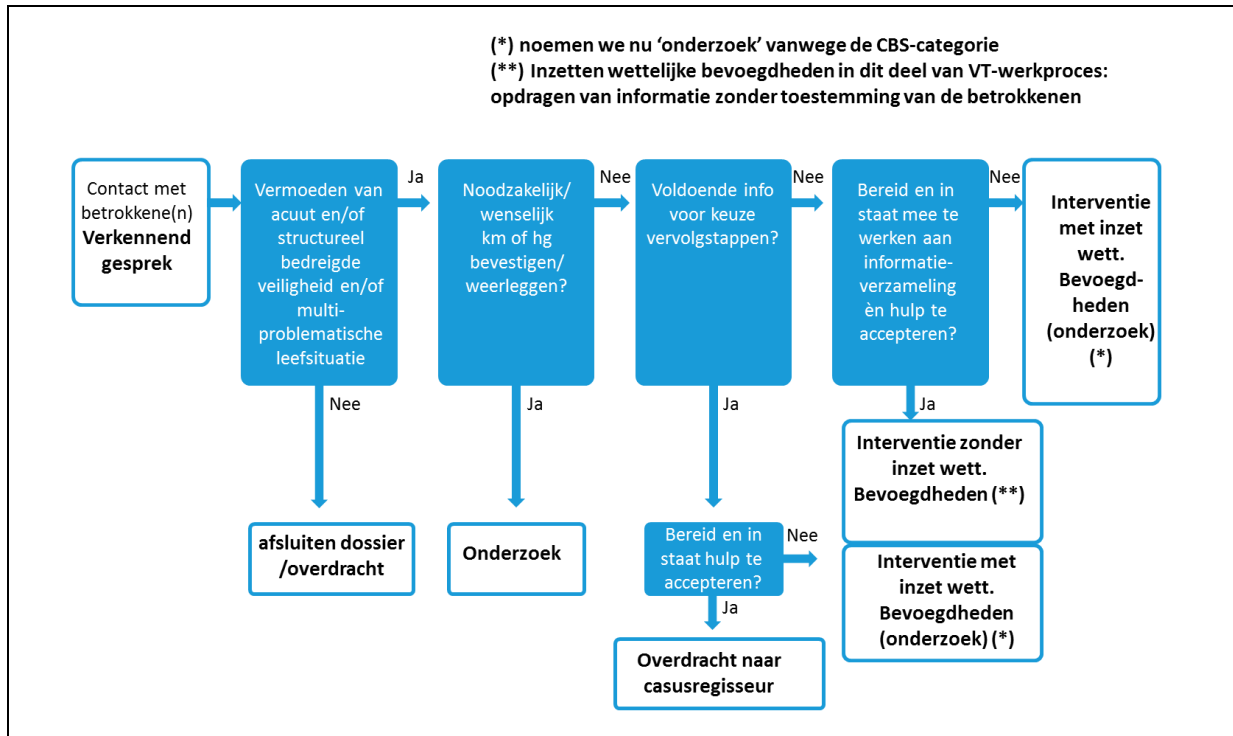 (*) noemen we nu ‘onderzoek’ vanwege de CBS-categorie
(**) Inzetten wettelijke bevoegdheden in dit deel van VT-werkproces:
opdragen van informatie zonder toestemming van de betrokkenen
Contact met
betrokkene(n)
Verkennend
gesprek
Vermoeden van
acuut en/of
structureel
bedreigde
veiligheid en/of
multi-
problematische
leefsituatie
Ja
Noodzakelijk/
wenselijk
km of hg
bevestigen/
weerleggen?
Nee
Voldoende info
voor keuze
vervolgstappen?
Nee
Bereid en in
staat mee te
werken aan
informatie-
verzameling
èn hulp te
accepteren?
Nee
Interventie
met inzet
wett.
Bevoegd-
heden
(onderzoek)
(*)
Nee
Ja
Ja
Ja
afsluiten dossier
/overdracht
Onderzoek
Bereid en in
staat hulp te
accepteren?
Nee
Ja
Interventie zonder
inzet wett.
Bevoegdheden (**)
Interventie met
inzet wett.
Bevoegdheden
(onderzoek) (*)
Overdracht naar
casusregisseur